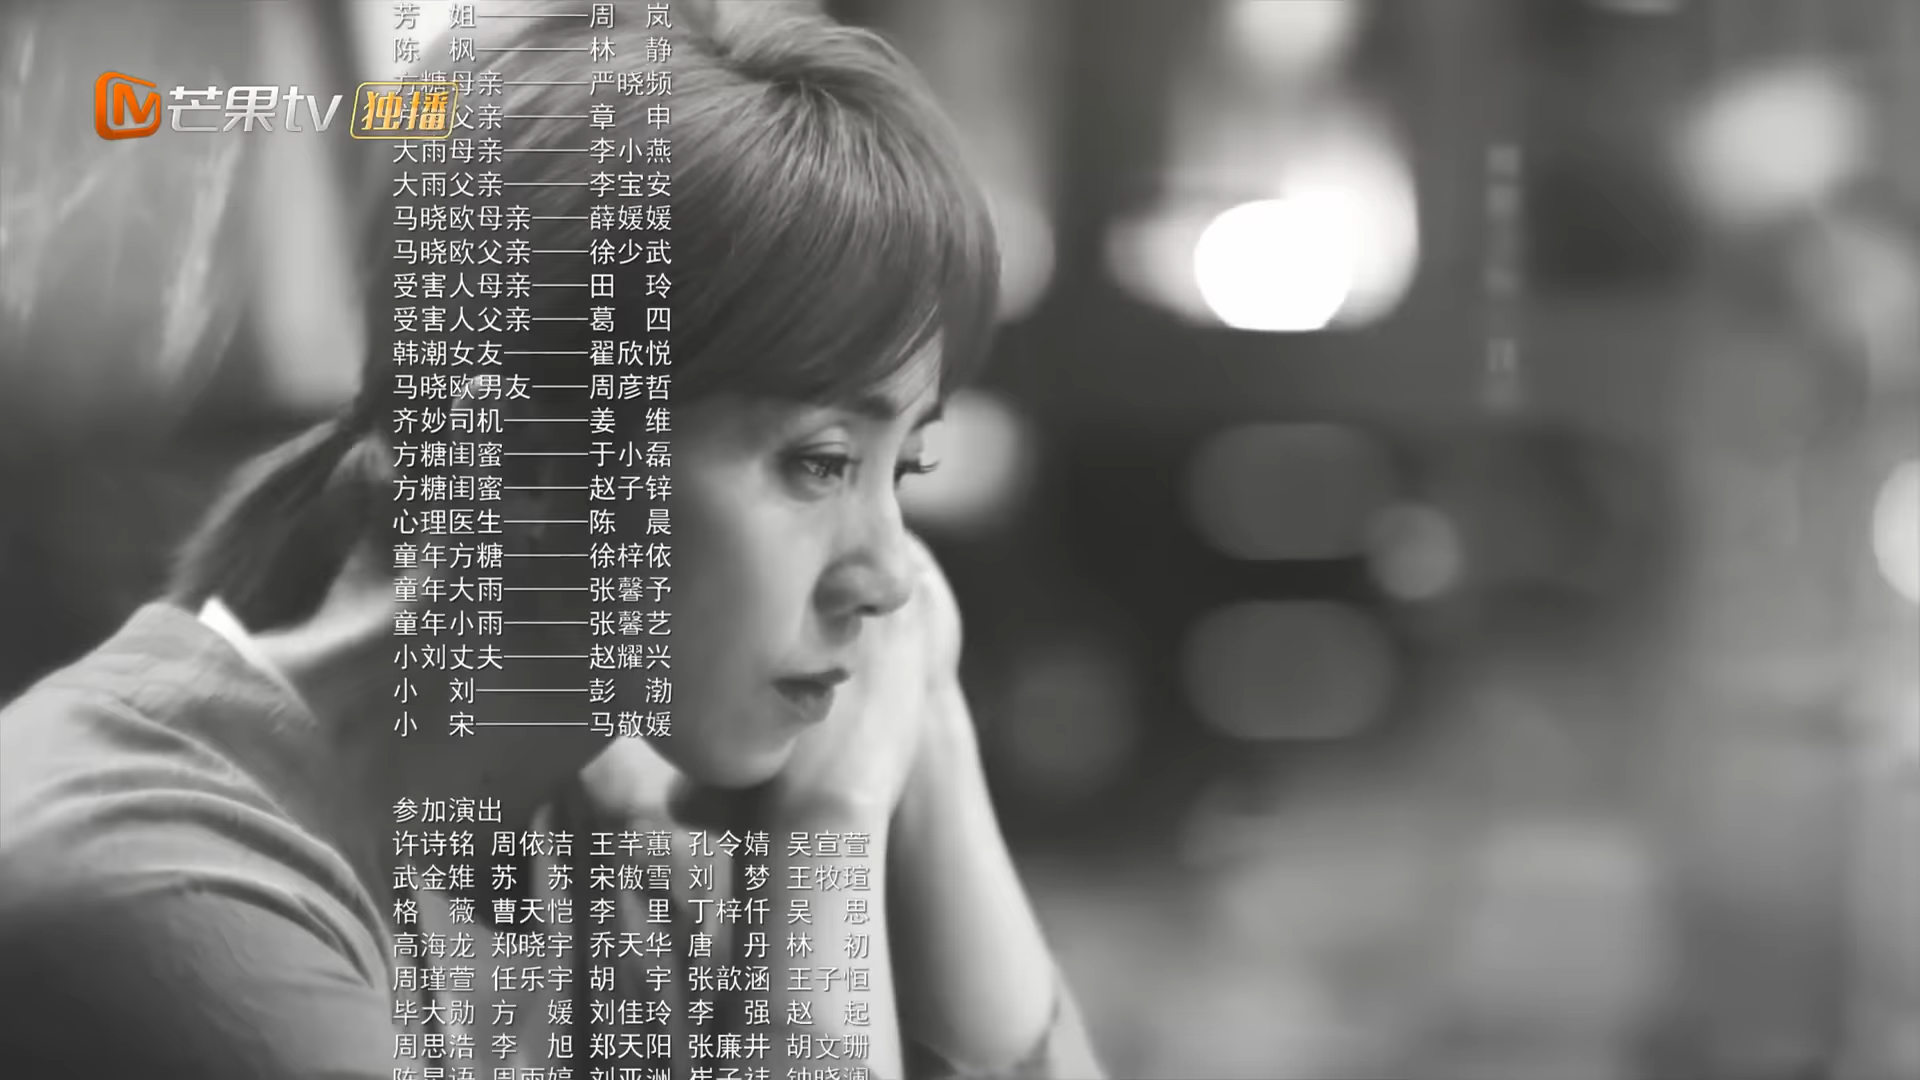 芳　姐————周　岚
陈　枫————林　静
方糖母亲———严晓频
芒果tv 独播
父亲———章　申
大雨母亲———李小燕
大雨父亲———李宝安
马晓欧母亲——薛媛媛
马晓欧父亲——徐少武
受害人母亲——田　玲
受害人父亲——葛　四
韩潮女友———翟欣悦
马晓欧男友——周彦哲
齐妙司机———姜　维
方糖闺蜜———于小磊
方糖闺蜜———赵子锌
心理医生———陈　晨
童年方糖———徐梓依
童年大雨———张馨予
童年小雨———张馨艺
小刘丈夫———赵耀兴
小　刘————彭　渤
小　宋————马敬媛
参加演出
许诗铭 周依洁 王芊蕙 孔令婧 吴宣萱
武金雉 苏　苏 宋傲雪 刘　梦 王牧瑄
格　薇 曹天恺 李　里 丁梓仟 吴　思
高海龙 郑晓宇 乔天华 唐　丹 林　初
周瑾萱 任乐宇 胡　宇 张歆涵 王子恒
毕大勋 方　媛 刘佳玲 李　强 赵　起
周思浩 李　旭 郑天阳 张廉井 胡文珊